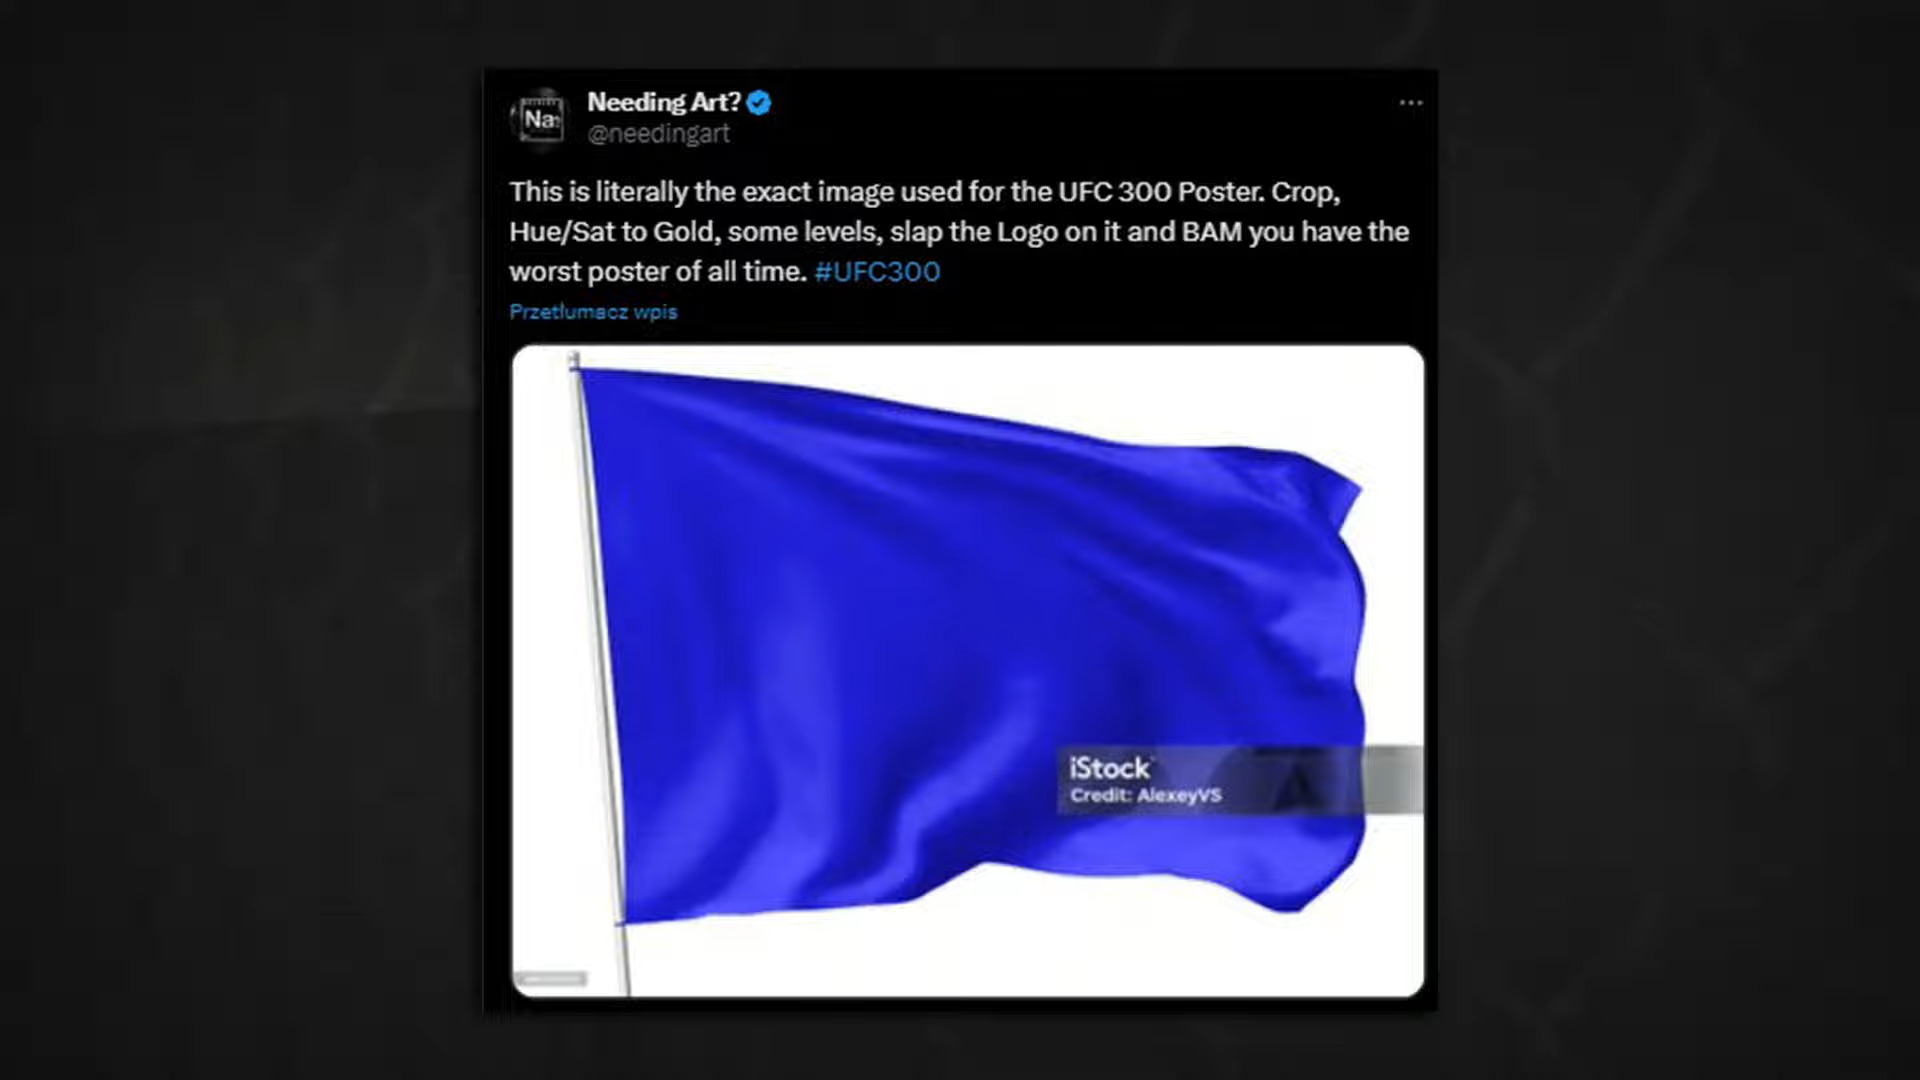 Needing Art?
@needingart
This is literally the exact image used for the UFC 300 Poster. Crop,
Hue/Sat to Gold, some levels, slap the Logo on it and BAM you have the
worst poster of all time. #UFC300
Przetłumacz wpis
iStock
Credit: AlexeyVS